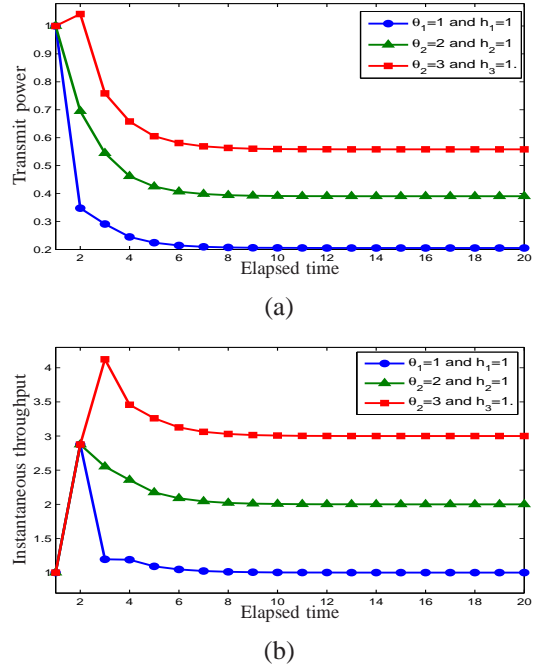 θ₁=1 and h₁=1
θ₂=2 and h₂=1
θ₂=3 and h₃=1.
Transmit power
1
0.9
0.8
0.7
0.6
0.5
0.4
0.3
0.2
2 4 6 8 10 12 14 16 18 20
Elapsed time
(a)
θ₁=1 and h₁=1
θ₂=2 and h₂=1
θ₂=3 and h₃=1.
Instantaneous throughput
4
3.5
3
2.5
2
1.5
1
2 4 6 8 10 12 14 16 18 20
Elapsed time
(b)